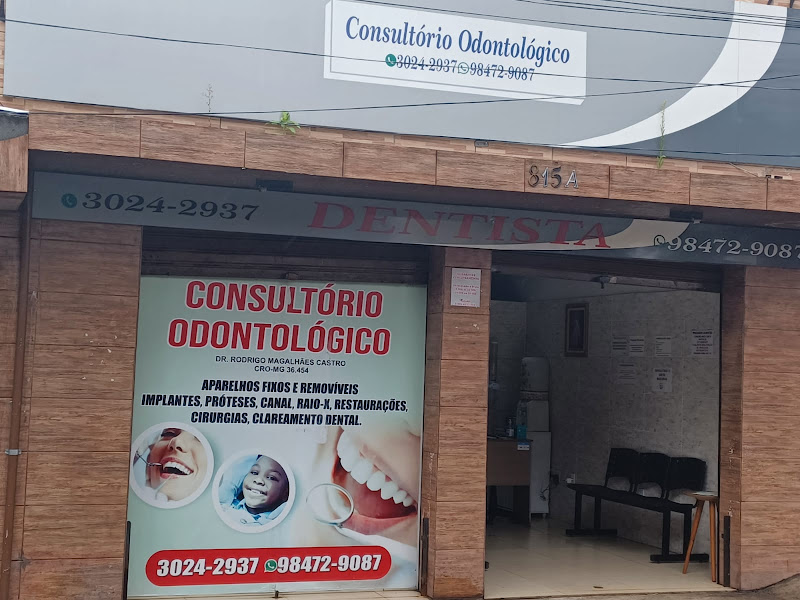 Consultório Odontológico
3024-2937 98472-9087
815A
3024-2937 DENTISTA 98472-9087
CONSULTÓRIO
ODONTOLÓGICO
DR. RODRIGO MAGALHÃES CASTRO
CRO-MG 36.454
APARELHOS FIXOS E REMOVÍVEIS
IMPLANTES, PRÓTESES, CANAL, RAIO-X, RESTAURAÇÕES,
CIRURGIAS, CLAREAMENTO DENTAL.
3024-2937 98472-9087